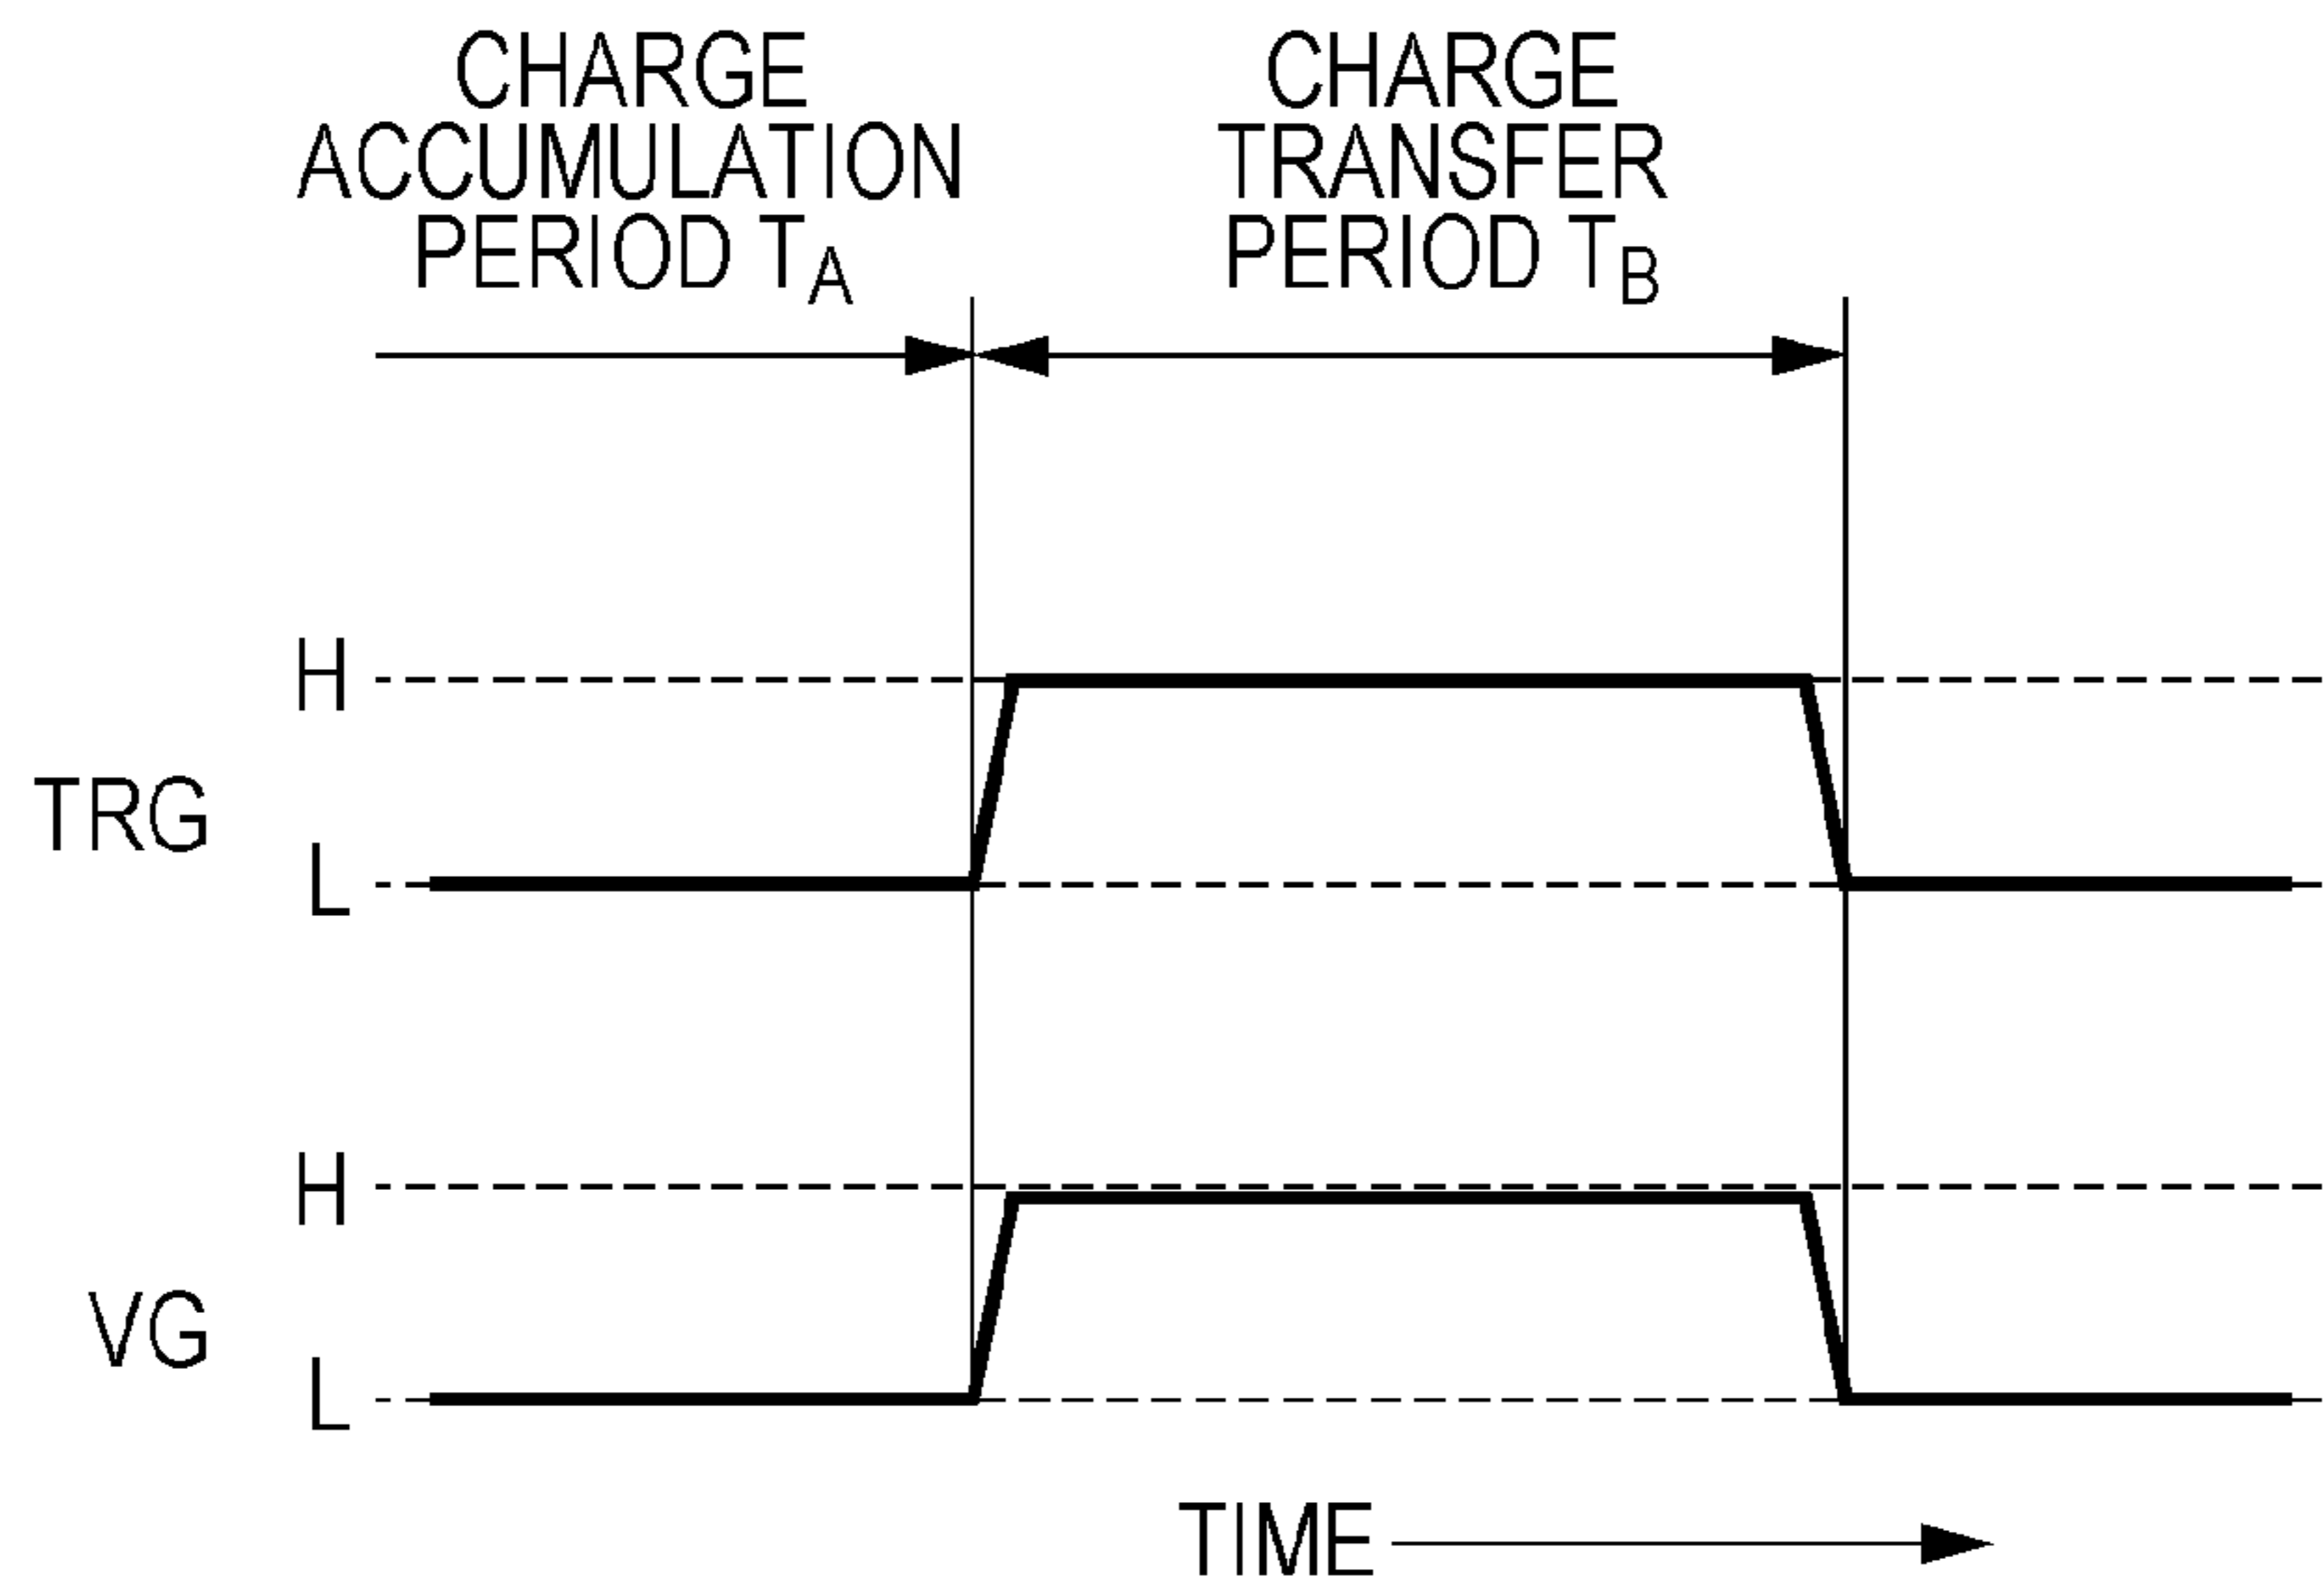 CHARGE
ACCUMULATION
PERIOD TA
CHARGE
TRANSFER
PERIOD TB
H
TRG
L
H
VG
L
TIME